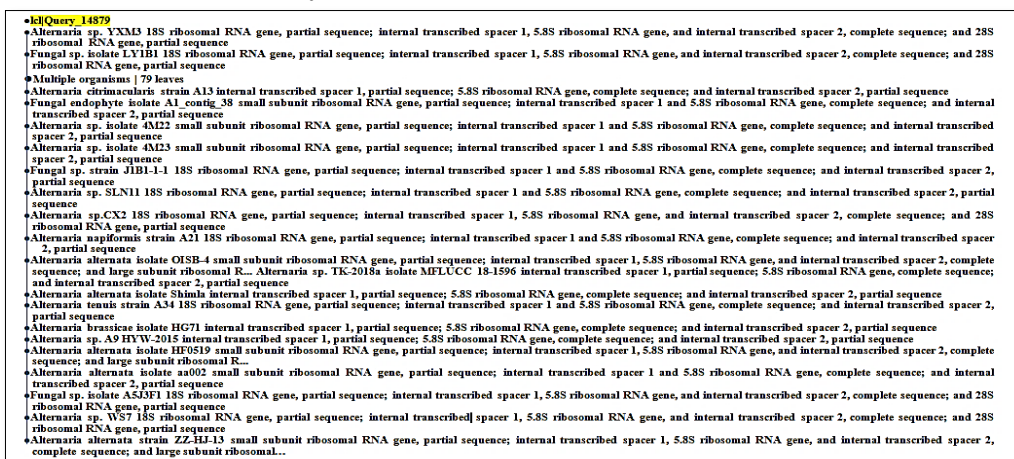 lcl|Query_14879
Alternaria sp. YXM3 18S ribosomal RNA gene, partial sequence; internal transcribed spacer 1, 5.8S ribosomal RNA gene, and internal transcribed spacer 2, complete sequence; and 28S
ribosomal RNA gene, partial sequence
Fungal sp. isolate LY1B1 18S ribosomal RNA gene, partial sequence; internal transcribed spacer 1, 5.8S ribosomal RNA gene, and internal transcribed spacer 2, complete sequence; and 28S
ribosomal RNA gene, partial sequence
Multiple organisms | 79 leaves
Alternaria citrimacularis strain A13 internal transcribed spacer 1, partial sequence; 5.8S ribosomal RNA gene, complete sequence; and internal transcribed spacer 2, partial sequence
Fungal endophyte isolate A1_contig_38 small subunit ribosomal RNA gene, partial sequence; internal transcribed spacer 1 and 5.8S ribosomal RNA gene, complete sequence; and internal
transcribed spacer 2, partial sequence
Alternaria sp. isolate 4M22 small subunit ribosomal RNA gene, partial sequence; internal transcribed spacer 1 and 5.8S ribosomal RNA gene, complete sequence; and internal transcribed
spacer 2, partial sequence
Alternaria sp. isolate 4M23 small subunit ribosomal RNA gene, partial sequence; internal transcribed spacer 1 and 5.8S ribosomal RNA gene, complete sequence; and internal transcribed
spacer 2, partial sequence
Fungal sp. strain J1B1-1-1 18S ribosomal RNA gene, partial sequence; internal transcribed spacer 1 and 5.8S ribosomal RNA gene, complete sequence; and internal transcribed spacer 2,
partial sequence
Alternaria sp. SLN11 18S ribosomal RNA gene, partial sequence; internal transcribed spacer 1 and 5.8S ribosomal RNA gene, complete sequence; and internal transcribed spacer 2, partial
sequence
Alternaria sp.CX2 18S ribosomal RNA gene, partial sequence; internal transcribed spacer 1, 5.8S ribosomal RNA gene, and internal transcribed spacer 2, complete sequence; and 28S
ribosomal RNA gene, partial sequence
Alternaria napiformis strain A21 18S ribosomal RNA gene, partial sequence; internal transcribed spacer 1 and 5.8S ribosomal RNA gene, complete sequence; and internal transcribed spacer
2, partial sequence
Alternaria alternata isolate OISB-4 small subunit ribosomal RNA gene, partial sequence; internal transcribed spacer 1, 5.8S ribosomal RNA gene, and internal transcribed spacer 2, complete
sequence; and large subunit ribosomal R... Alternaria sp. TK-2018a isolate MFLUCC 18-1596 internal transcribed spacer 1, partial sequence; 5.8S ribosomal RNA gene, complete sequence;
and internal transcribed spacer 2, partial sequence
Alternaria alternata isolate Shimla internal transcribed spacer 1, partial sequence; 5.8S ribosomal RNA gene, complete sequence; and internal transcribed spacer 2, partial sequence
Alternaria tenuis strain A34 18S ribosomal RNA gene, partial sequence; internal transcribed spacer 1 and 5.8S ribosomal RNA gene, complete sequence; and internal transcribed spacer 2,
partial sequence
Alternaria brassicae isolate HG71 internal transcribed spacer 1, partial sequence; 5.8S ribosomal RNA gene, complete sequence; and internal transcribed spacer 2, partial sequence
Alternaria sp. A9 HYW-2015 internal transcribed spacer 1, partial sequence; 5.8S ribosomal RNA gene, complete sequence; and internal transcribed spacer 2, partial sequence
Alternaria alternata isolate HF0519 small subunit ribosomal RNA gene, partial sequence; internal transcribed spacer 1, 5.8S ribosomal RNA gene, and internal transcribed spacer 2, complete
sequence; and large subunit ribosomal R...
Alternaria alternata isolate aa002 small subunit ribosomal RNA gene, partial sequence; internal transcribed spacer 1 and 5.8S ribosomal RNA gene, complete sequence; and internal
transcribed spacer 2, partial sequence
Fungal sp. isolate A5J3F1 18S ribosomal RNA gene, partial sequence; internal transcribed spacer 1, 5.8S ribosomal RNA gene, and internal transcribed spacer 2, complete sequence; and 28S
ribosomal RNA gene, partial sequence
Alternaria sp. WS7 18S ribosomal RNA gene, partial sequence; internal transcribed spacer 1, 5.8S ribosomal RNA gene, and internal transcribed spacer 2, complete sequence; and 28S
ribosomal RNA gene, partial sequence
Alternaria alternata strain ZZ-HJ-13 small subunit ribosomal RNA gene, partial sequence; internal transcribed spacer 1, 5.8S ribosomal RNA gene, and internal transcribed spacer 2,
complete sequence; and large subunit ribosomal...